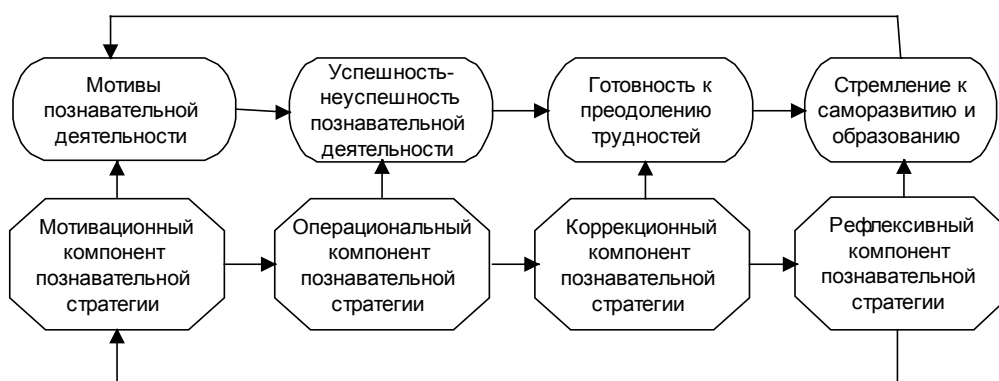 Мотивы
познавательной
деятельности
Успешность-
неуспешность
познавательной
деятельности
Готовность к
преодолению
трудностей
Стремление к
саморазвитию и
образованию
Мотивационный
компонент
познавательной
стратегии
Операциональный
компонент
познавательной
стратегии
Коррекционный
компонент
познавательной
стратегии
Рефлексивный
компонент
познавательной
стратегии